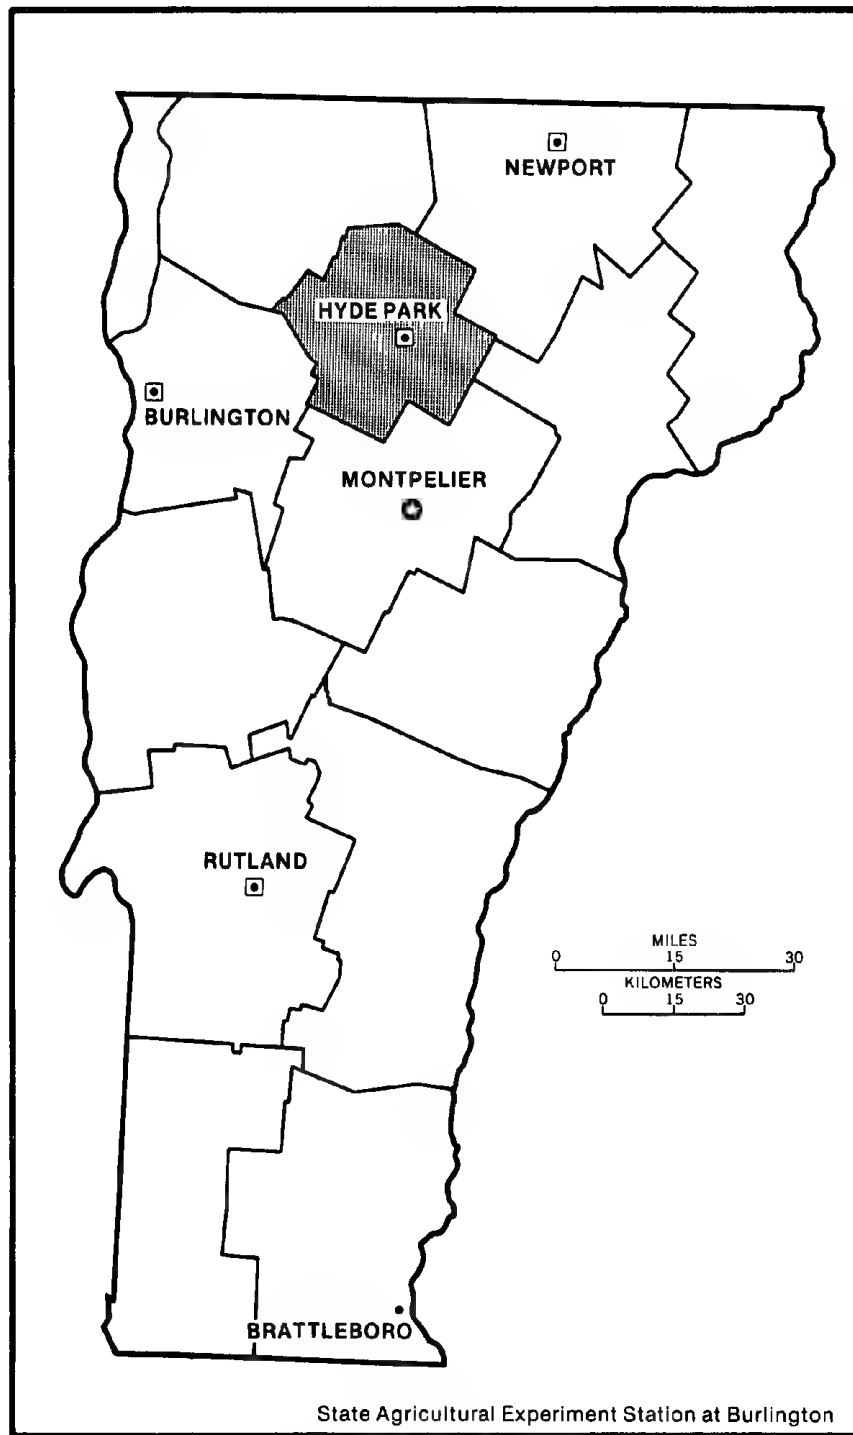 NEWPORT
HYDE PARK
BURLINGTON
MONTPELIER
RUTLAND
MILES
0 15 30
KILOMETERS
0 15 30
BRATTLEBORO
State Agricultural Experiment Station at Burlington